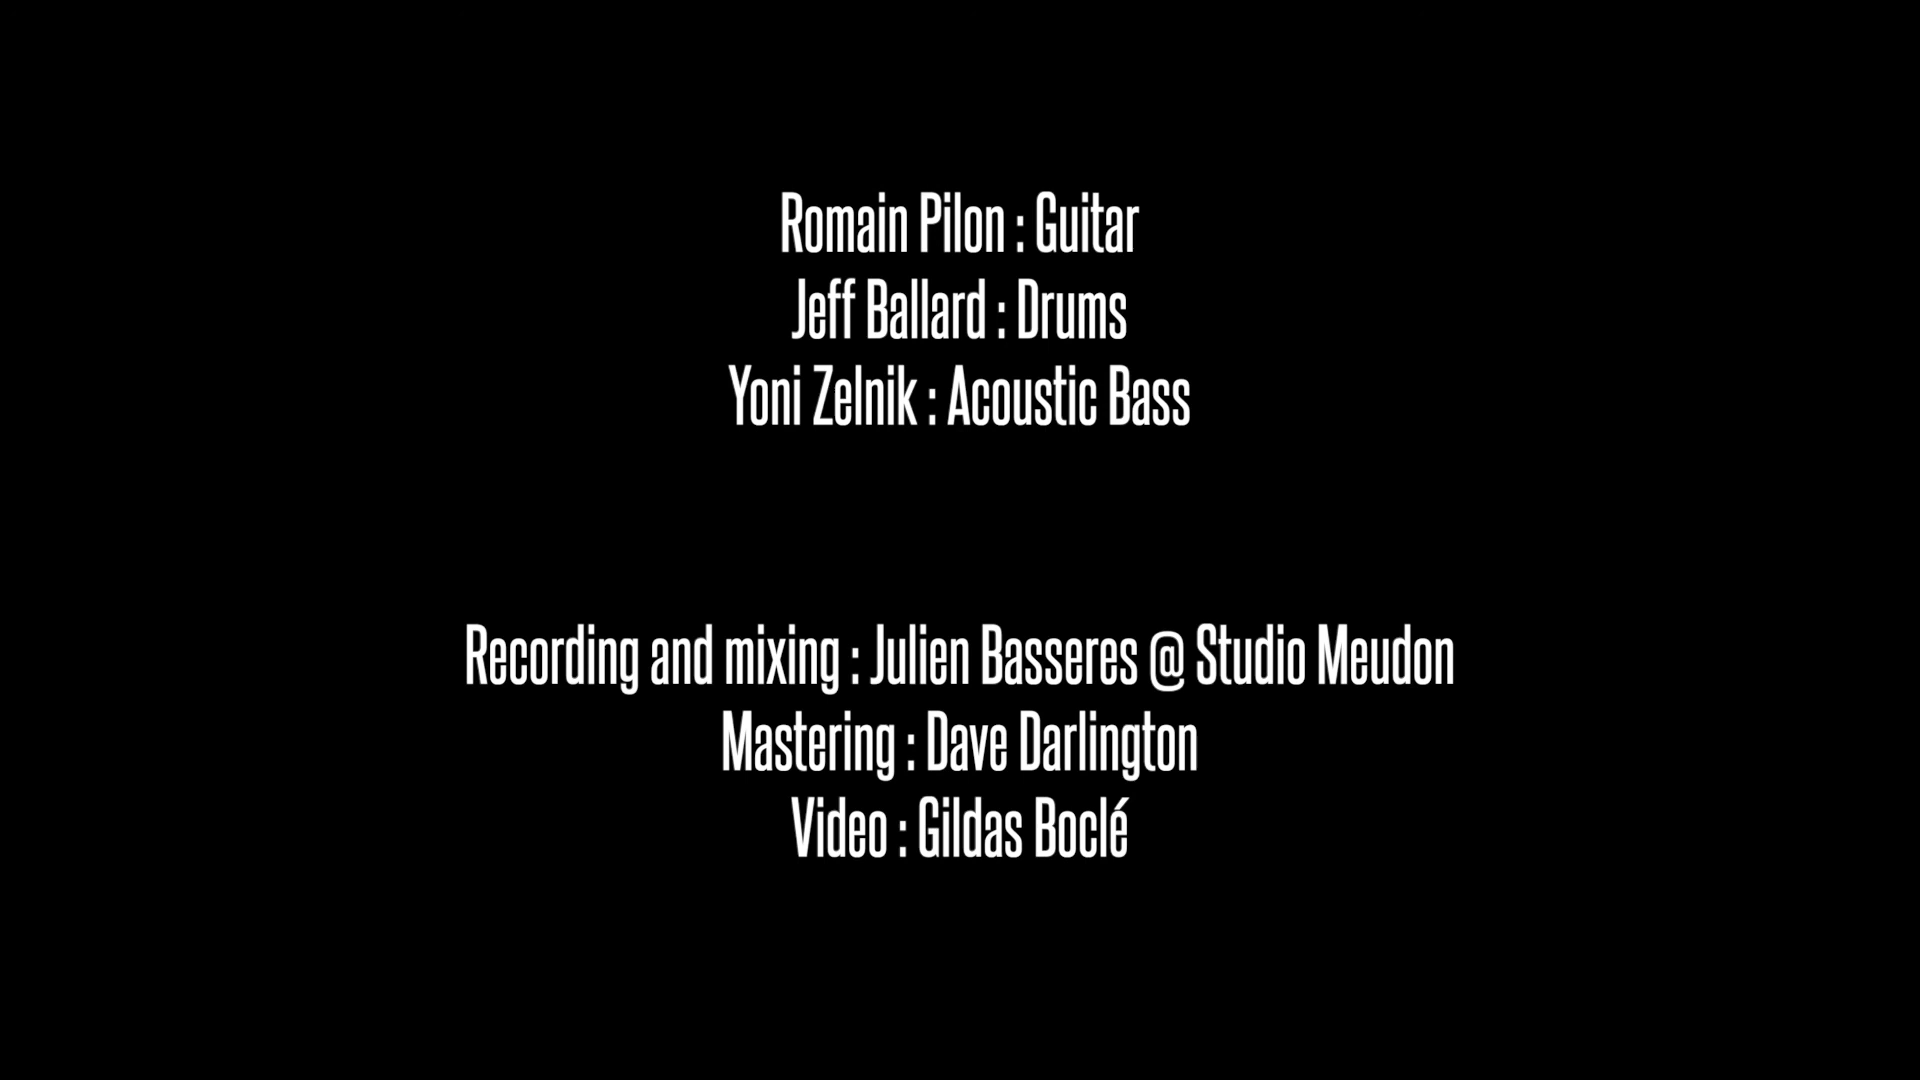 Romain Pilon : Guitar
Jeff Ballard : Drums
Yoni Zelnik : Acoustic Bass
Recording and mixing : Julien Basseres @ Studio Meudon
Mastering : Dave Darlington
Video : Gildas Boclé